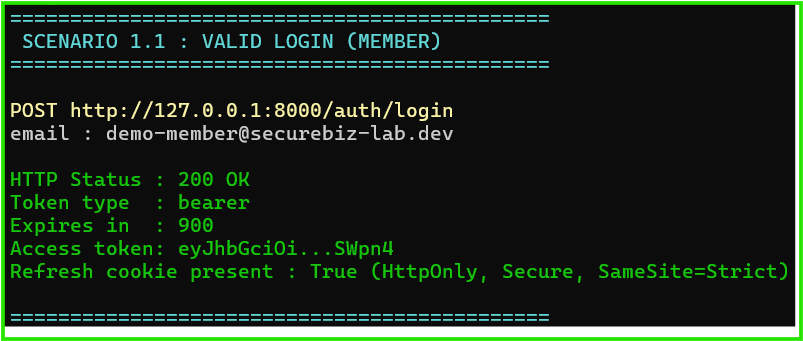 =============================================
SCENARIO 1.1 : VALID LOGIN (MEMBER)
=============================================
POST http://127.0.0.1:8000/auth/login
email : demo-member@securebiz-lab.dev
HTTP Status : 200 OK
Token type  : bearer
Expires in  : 900
Access token: eyJhbGciOi...SWpn4
Refresh cookie present : True (HttpOnly, Secure, SameSite=Strict)
=============================================